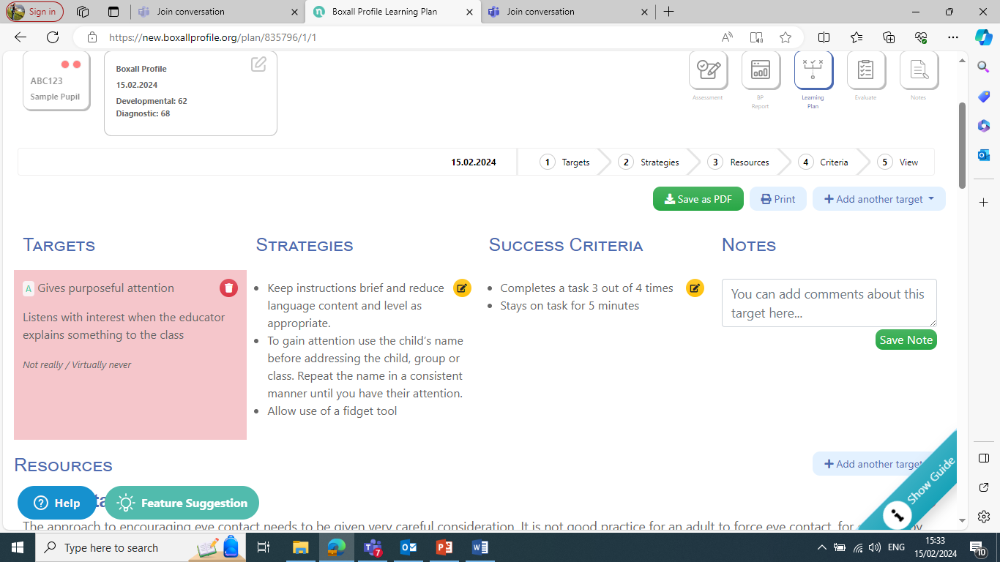 Sign in
Join conversation
Boxall Profile Learning Plan
Join conversation
https://new.boxallprofile.org/plan/835796/1/1
ABC123
Sample Pupil
Boxall Profile
15.02.2024
Developmental: 62
Diagnostic: 68
Assessment
BP
Report
Learning
Plan
Evaluate
Notes
15.02.2024
1 Targets
2 Strategies
3 Resources
4 Criteria
5 View
Save as PDF
Print
Add another target
Targets
Strategies
Success Criteria
Notes
A Gives purposeful attention
Listens with interest when the educator
explains something to the class
Not really / Virtually never
Keep instructions brief and reduce
language content and level as
appropriate.
To gain attention use the child's name
before addressing the child, group or
class. Repeat the name in a consistent
manner until you have their attention.
Allow use of a fidget tool
Completes a task 3 out of 4 times
Stays on task for 5 minutes
You can add comments about this
target here...
Save Note
Resources
Add another target
Show Guide
Help
Feature Suggestion
The approach to encouraging eye contact needs to be given very careful consideration. It is not good practice for an adult to force eye contact, for
Type here to search
7
ENG
15:33
15/02/2024
10